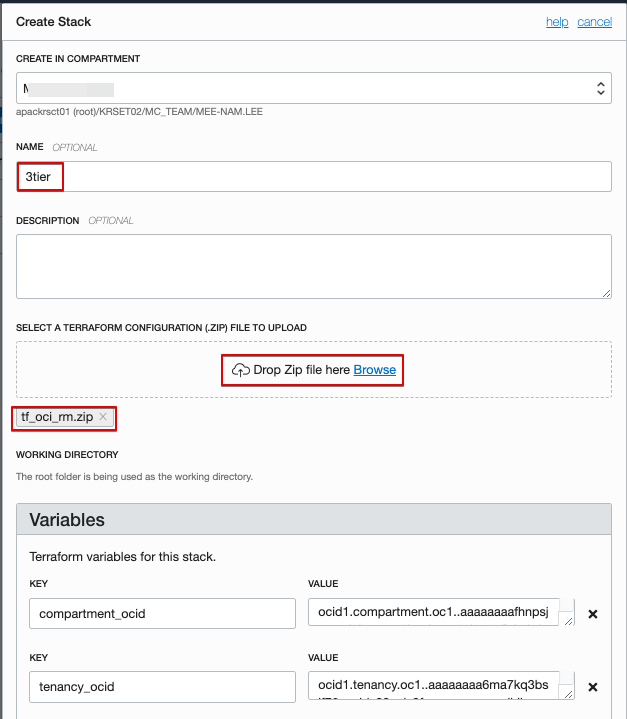 Create Stack help cancel
CREATE IN COMPARTMENT
apackrsct01 (root)/KRSET02/MC_TEAM/MEE-NAM.LEE
NAME OPTIONAL
3tier
DESCRIPTION OPTIONAL
SELECT A TERRAFORM CONFIGURATION (.ZIP) FILE TO UPLOAD
Drop Zip file here Browse
tf_oci_rm.zip ×
WORKING DIRECTORY
The root folder is being used as the working directory.
Variables
Terraform variables for this stack.
KEY VALUE
compartment_ocid ocid1.compartment.oc1..aaaaaaaafhnpsj
KEY VALUE
tenancy_ocid ocid1.tenancy.oc1..aaaaaaaa6ma7kq3bs